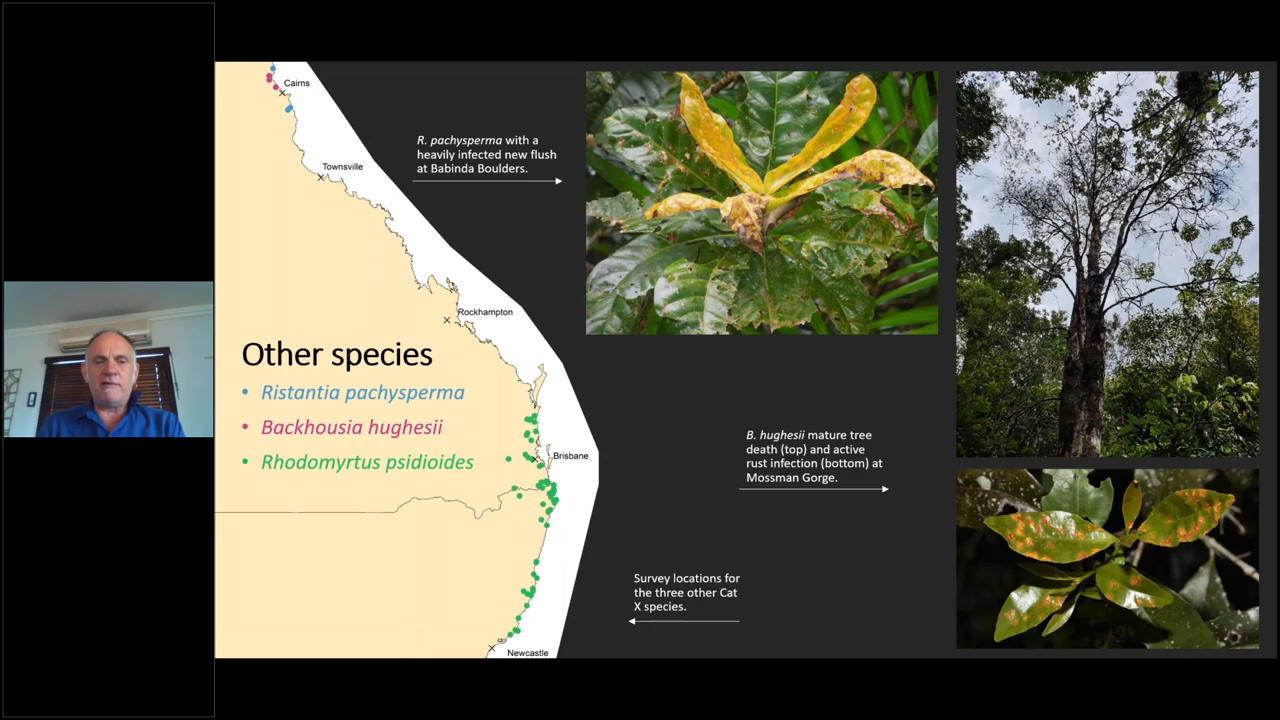 Cairns
Townsville
Rockhampton
Brisbane
Newcastle
Other species
• Ristantia pachysperma
• Backhousia hughesii
• Rhodomyrtus psidioides
R. pachysperma with a
heavily infected new flush
at Babinda Boulders.
B. hughesii mature tree
death (top) and active
rust infection (bottom) at
Mossman Gorge.
Survey locations for
the three other Cat
X species.